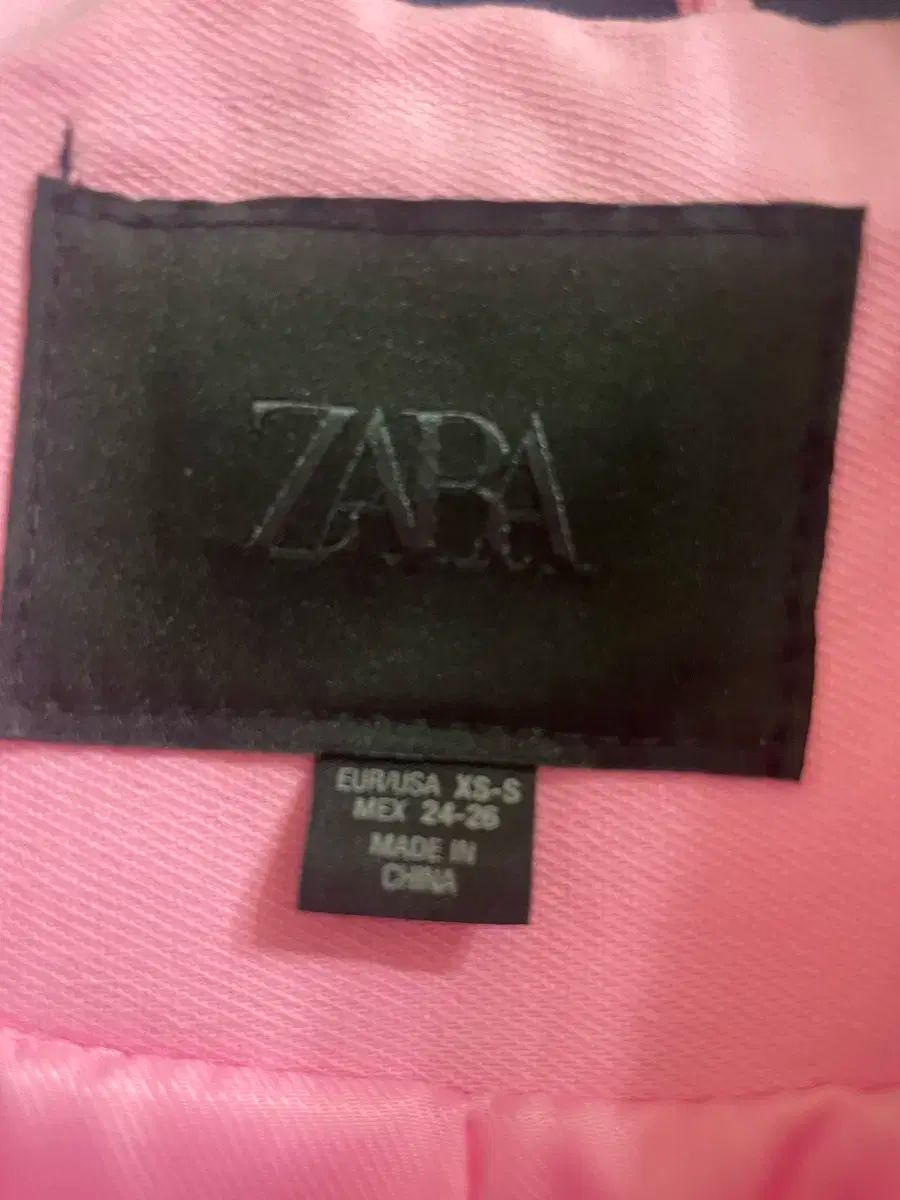 ZARA
EUR/USA XS-S
MEX 24-26
MADE IN
CHINA